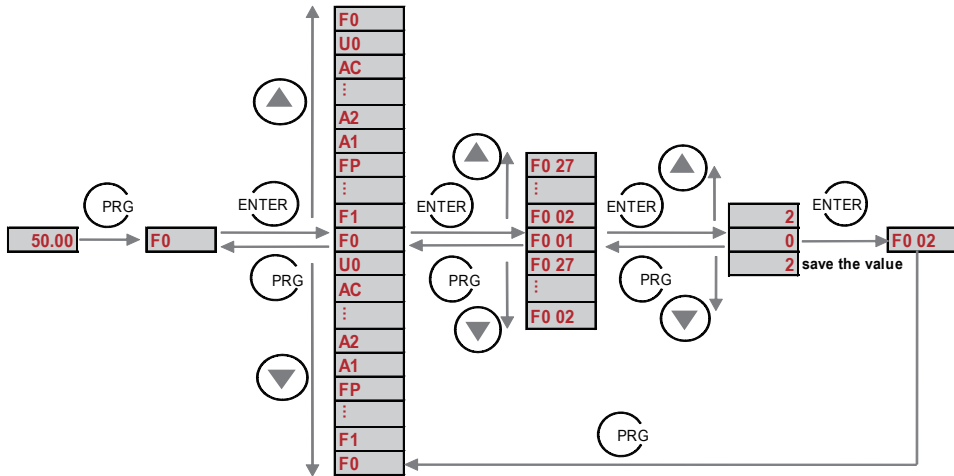 50.00
PRG
F0
ENTER
PRG
F0
U0
AC
⋮
A2
A1
FP
⋮
F1
F0
U0
AC
⋮
A2
A1
FP
⋮
F1
F0
ENTER
PRG
F0 27
⋮
F0 02
F0 01
F0 27
⋮
F0 02
ENTER
PRG
2
0
2 save the value
ENTER
F0 02
PRG